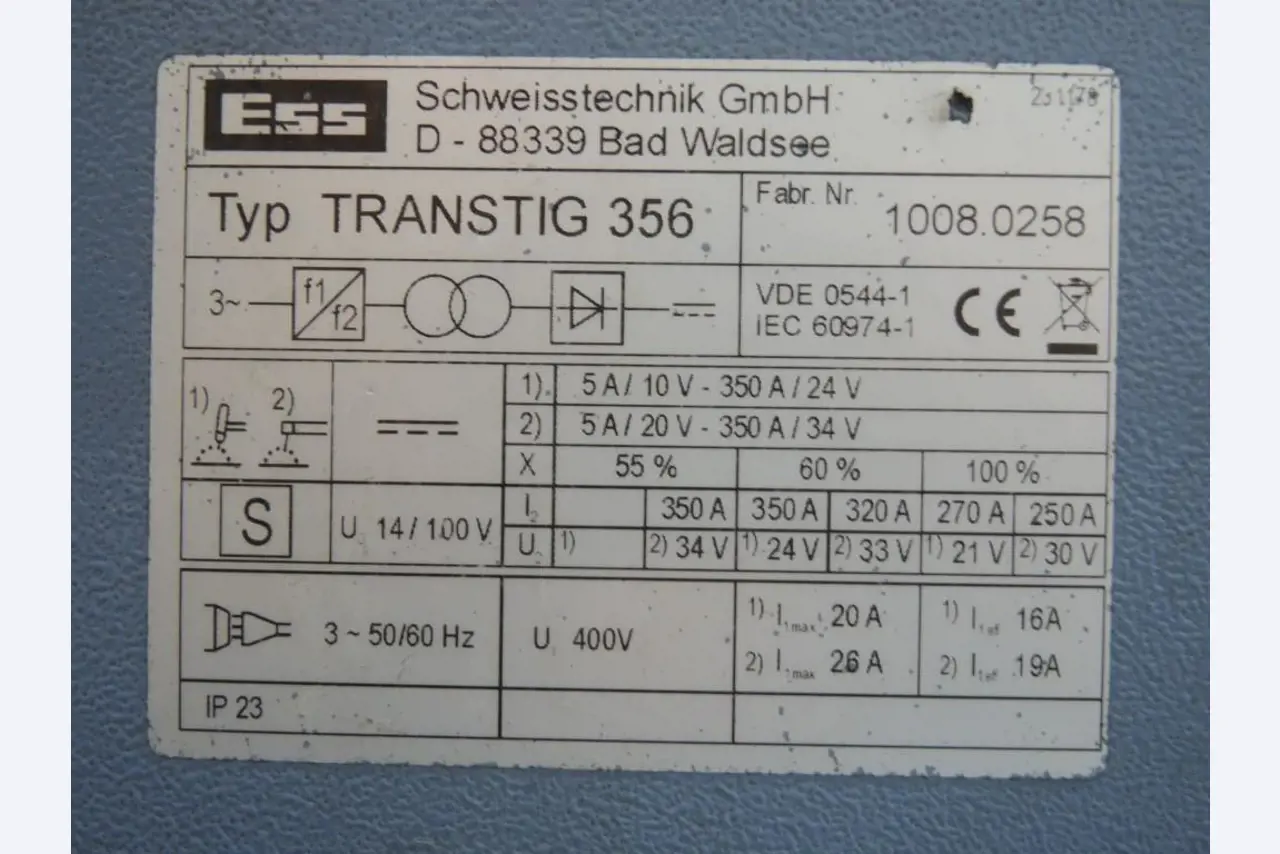 Ess
Schweisstechnik GmbH
D - 88339 Bad Waldsee
Typ TRANSTIG 356
Fabr. Nr. 1008.0258
3~ f1/f2
VDE 0544-1
IEC 60974-1
CE
1) 2)
1) 5 A / 10 V - 350 A / 24 V
2) 5 A / 20 V - 350 A / 34 V
X 55 % 60 % 100 %
I₂ 350 A 350 A 320 A 270 A 250 A
S
U₀ 14 / 100 V
U₂ 1) 2) 34 V 1) 24 V 2) 33 V 1) 21 V 2) 30 V
3 ~ 50/60 Hz
U₁ 400V
1) I1max 20 A
2) I1max 26 A
1) I1eff 16A
2) I1eff 19A
IP 23